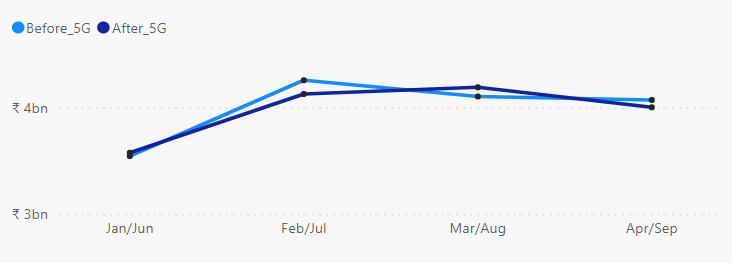 Before_5G After_5G
₹ 4bn
₹ 3bn
Jan/Jun Feb/Jul Mar/Aug Apr/Sep